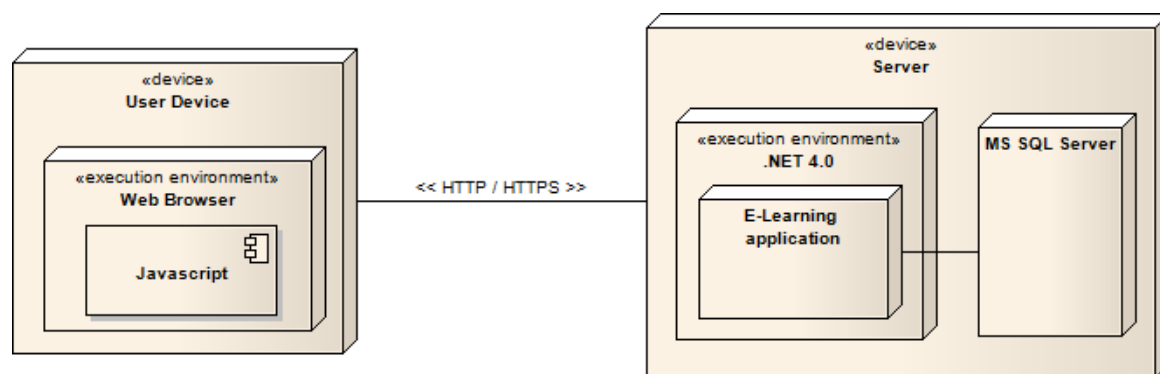 «device»
User Device
«execution environment»
Web Browser
Javascript
<< HTTP / HTTPS >>
«device»
Server
«execution environment»
.NET 4.0
E-Learning
application
MS SQL Server